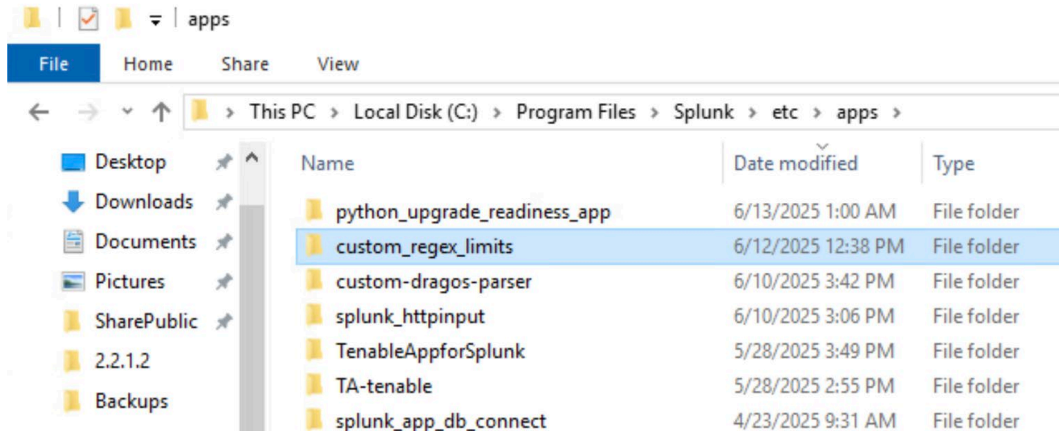 apps
File Home Share View
This PC > Local Disk (C:) > Program Files > Splunk > etc > apps >
Desktop
Downloads
Documents
Pictures
SharePublic
2.2.1.2
Backups
Name Date modified Type
python_upgrade_readiness_app 6/13/2025 1:00 AM File folder
custom_regex_limits 6/12/2025 12:38 PM File folder
custom-dragos-parser 6/10/2025 3:42 PM File folder
splunk_httpinput 6/10/2025 3:06 PM File folder
TenableAppforSplunk 5/28/2025 3:49 PM File folder
TA-tenable 5/28/2025 2:55 PM File folder
splunk_app_db_connect 4/23/2025 9:31 AM File folder